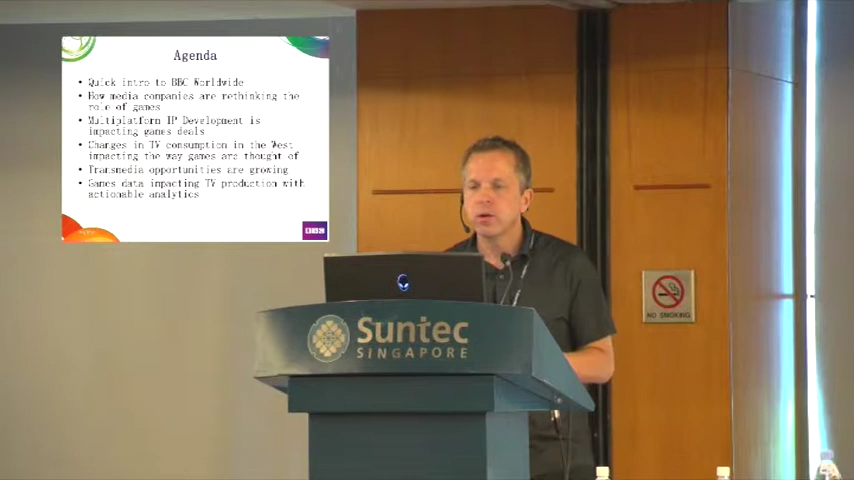 Agenda
• Quick intro to BBC Worldwide
• How media companies are rethinking the
role of games
• Multiplatform IP Development is
impacting games deals
• Changes in TV consumption in the West
impacting the way games are thought of
• Transmedia opportunities are growing
• Games data impacting TV production with
actionable analytics
BBC
Suntec
SINGAPORE
NO SMOKING